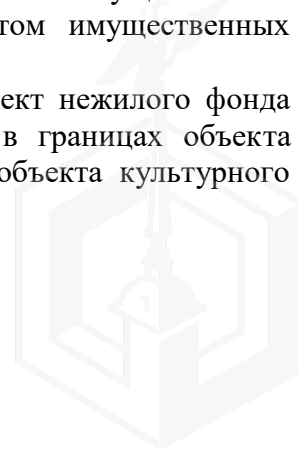 том имущественных
ект нежилого фонда
в границах объекта
объекта культурного